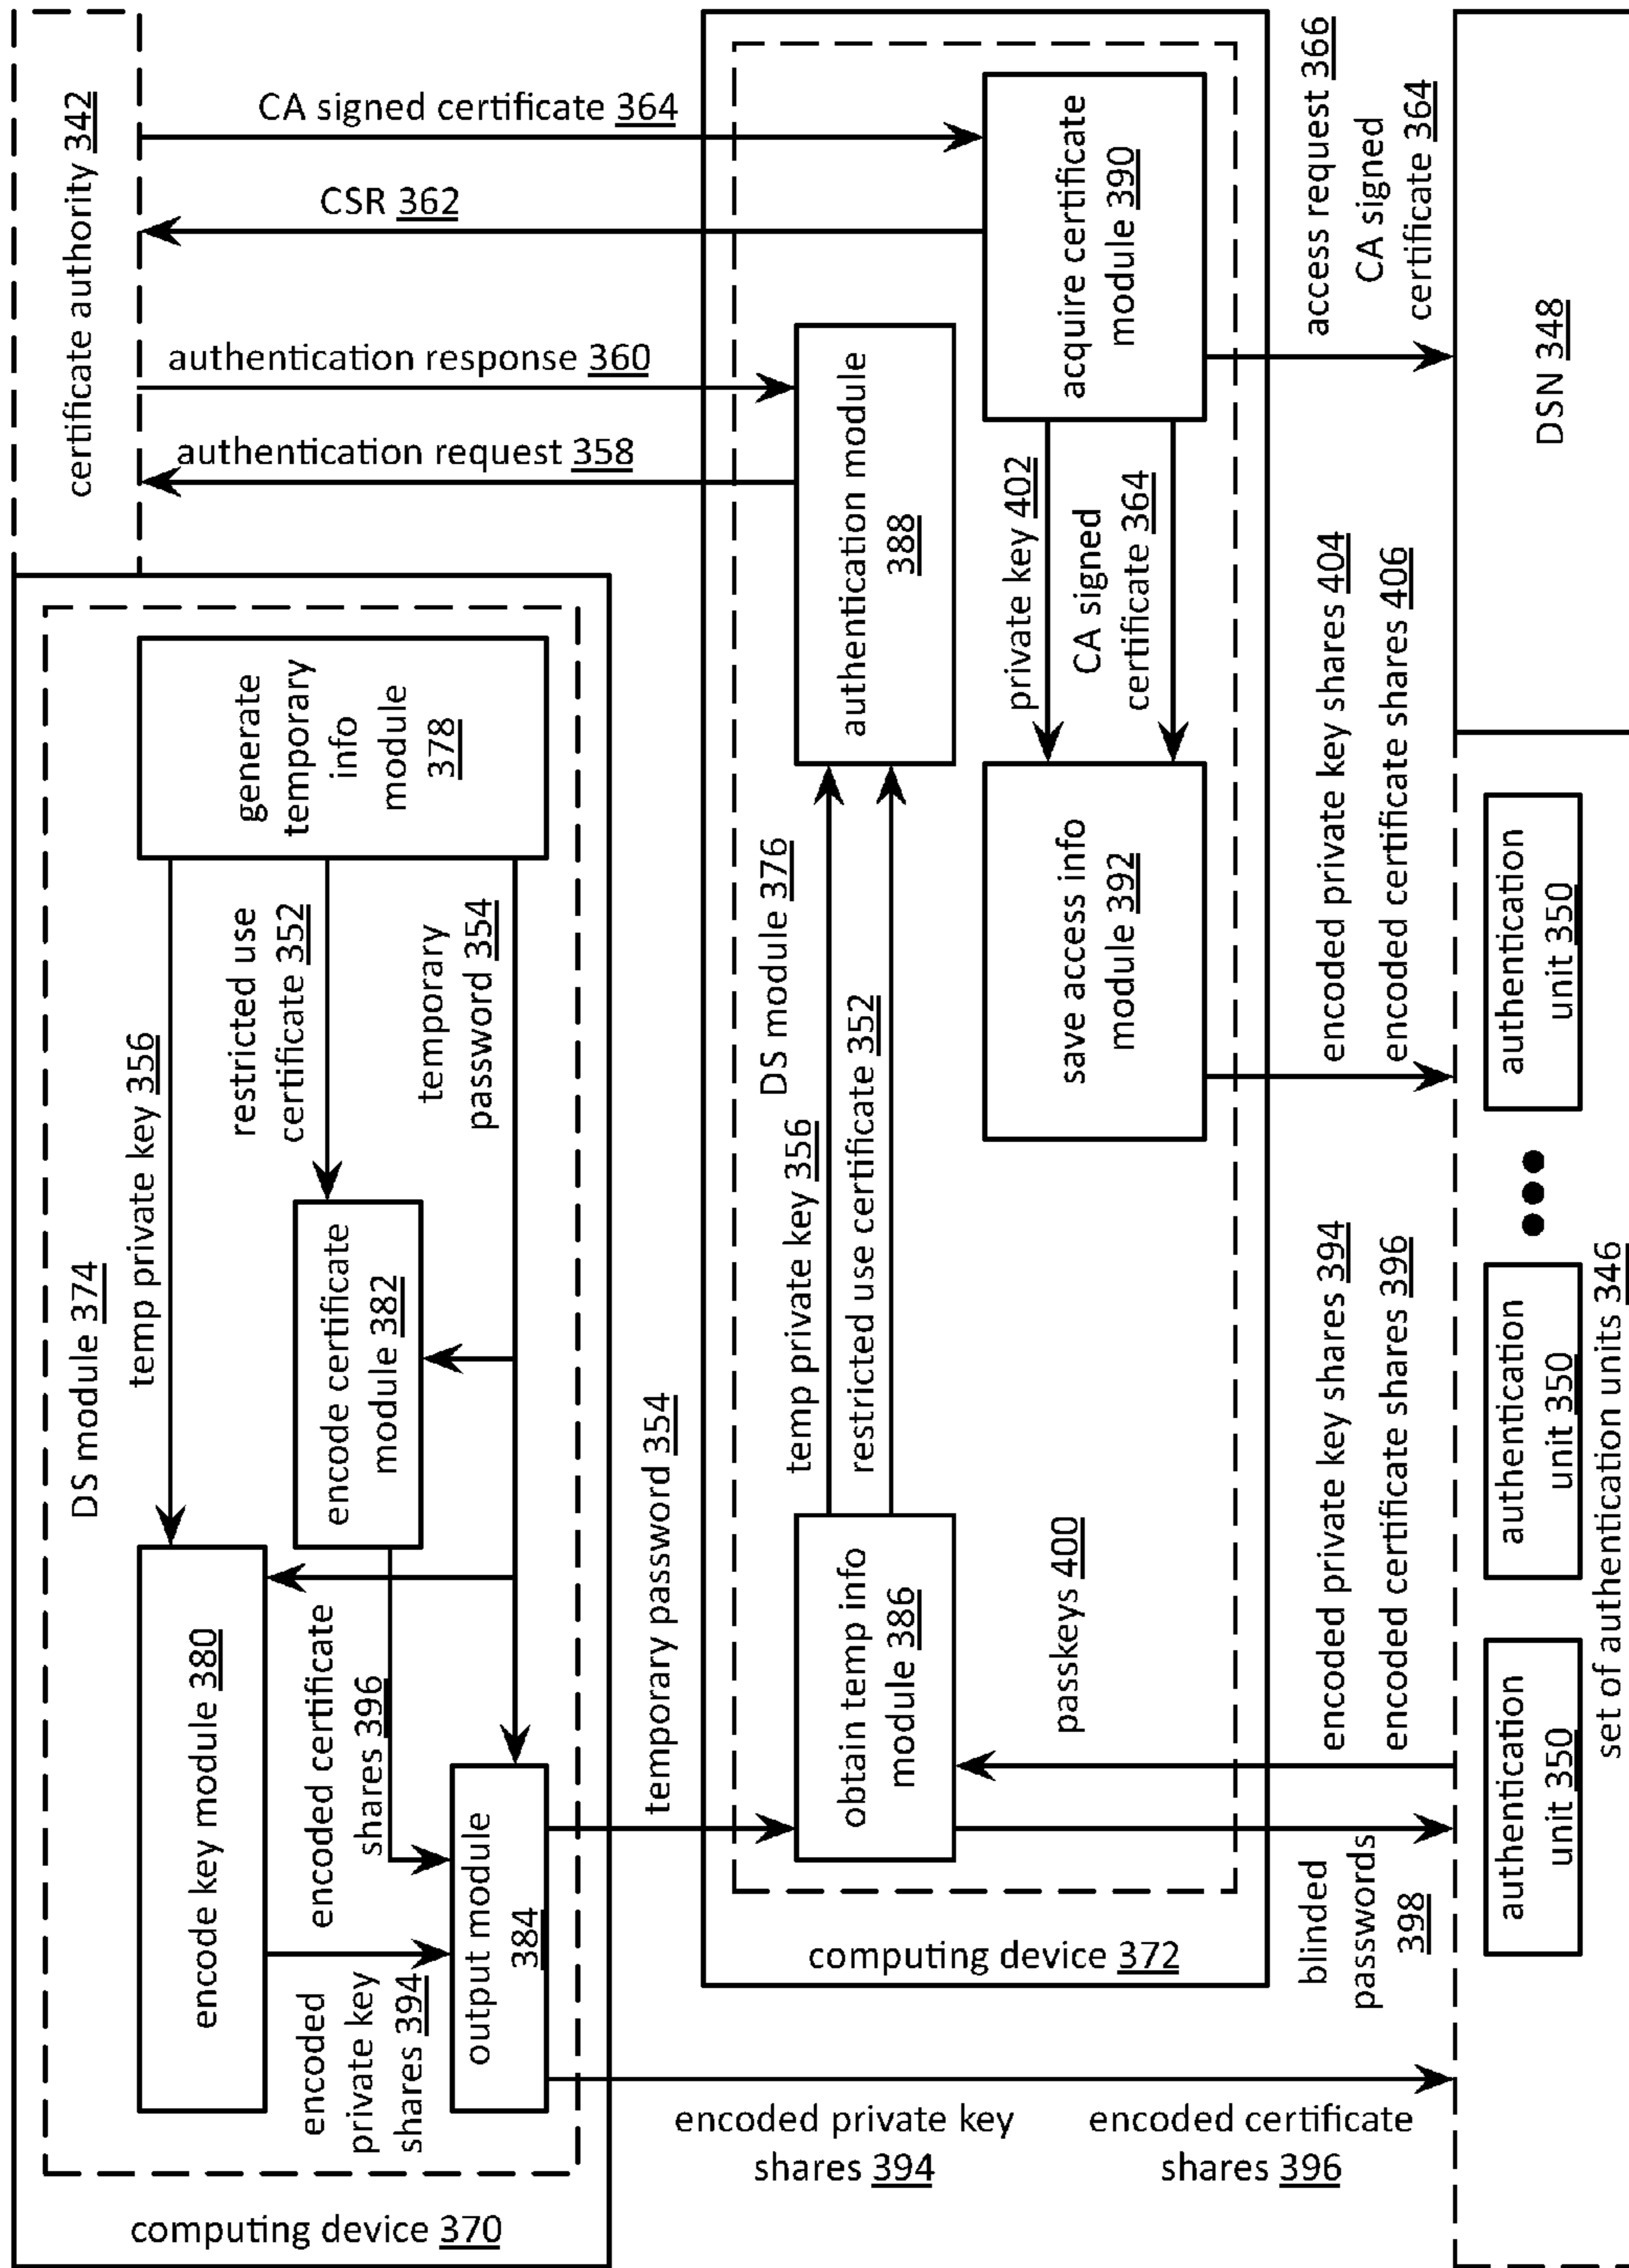 certificate authority 342
CA signed certificate 364
CSR 362
authentication response 360
authentication request 358
computing device 370
DS module 374
generate
temporary
info
module
378
temp private key 356
restricted use
certificate 352
temporary
password 354
encode certificate
module 382
encode key module 380
encoded certificate
shares 396
encoded
private key
shares 394
output module
384
temporary password 354
encoded private key
shares 394
encoded certificate
shares 396
computing device 372
DS module 376
obtain temp info
module 386
temp private key 356
restricted use certificate 352
authentication module
388
acquire certificate
module 390
private key 402
CA signed
certificate 364
save access info
module 392
passkeys 400
blinded
passwords
398
encoded private key shares 394
encoded certificate shares 396
encoded private key shares 404
encoded certificate shares 406
access request 366
CA signed
certificate 364
authentication
unit 350
authentication
unit 350
authentication
unit 350
set of authentication units 346
DSN 348